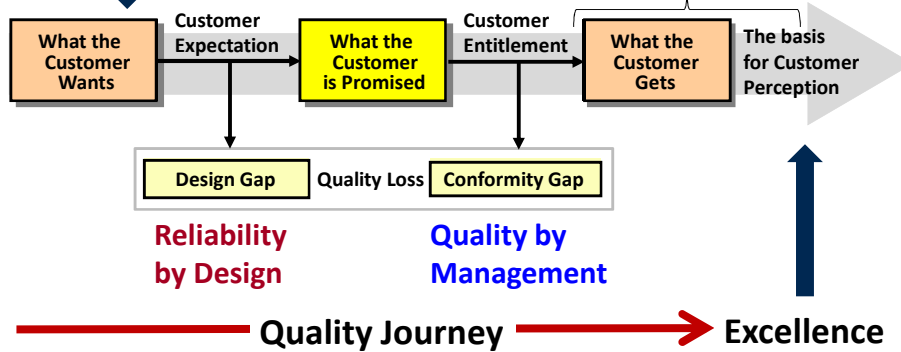 Customer
Expectation
Customer
Entitlement
What the
Customer
Wants
What the
Customer
is Promised
What the
Customer
Gets
The basis
for Customer
Perception
Design Gap
Quality Loss
Conformity Gap
Reliability
by Design
Quality by
Management
Quality Journey
Excellence